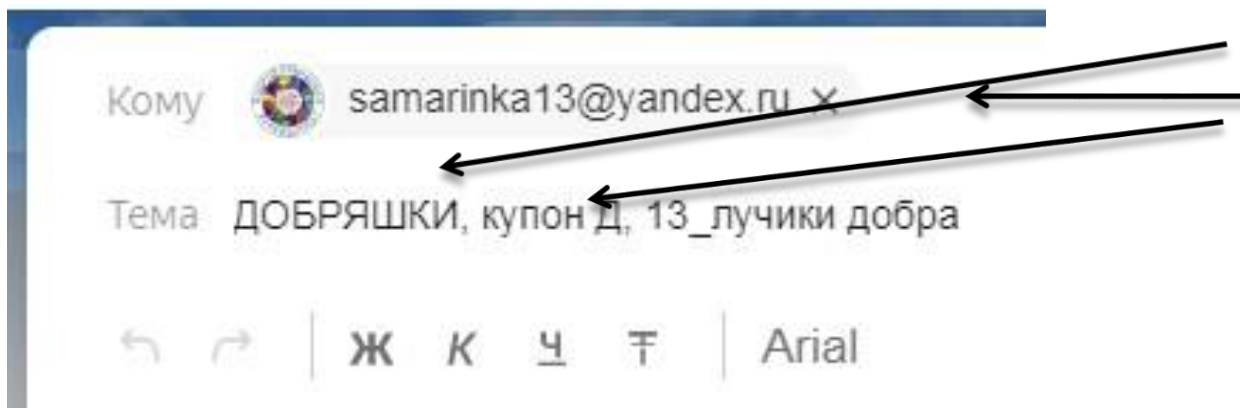 Кому samarinka13@yandex.ru ×
Тема ДОБРЯШКИ, купон Д, 13_лучики добра
Ж К Ч Т Arial